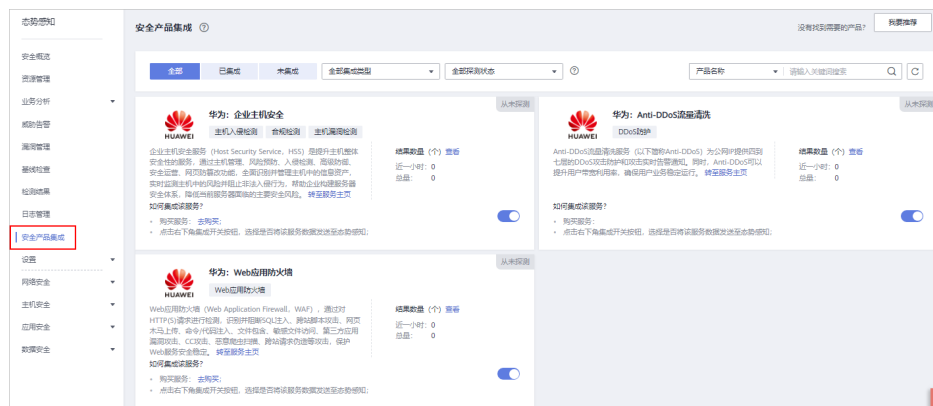 态势感知
安全概览
资源管理
业务分析
威胁告警
漏洞管理
基线检查
检测结果
日志管理
安全产品集成
设置
网络安全
主机安全
应用安全
数据安全
安全产品集成
没有找到需要的产品?
我要推荐
全部
已集成
未集成
全部集成类型
全部探测状态
产品名称
请输入关键词搜索
从未探测
HUAWEI
华为：企业主机安全
主机入侵检测 合规检测 主机漏洞检测
企业主机安全服务（Host Security Service，HSS）是提升主机整体
安全性的服务，通过主机管理、风险预防、入侵检测、高级防御、
安全运营、网页防篡改功能，全面识别并管理主机中的信息资产，
实时监测主机中的风险并阻止非法入侵行为，帮助企业构建服务器
安全体系，降低当前服务器面临的主要安全风险。 转至服务主页
结果数量（个） 查看
近一小时： 0
总量： 0
如何集成该服务?
• 购买服务： 去购买；
• 点击右下角集成开关按钮，选择是否将该服务数据发送至态势感知；
从未探测
HUAWEI
华为：Anti-DDoS流量清洗
DDoS防护
Anti-DDoS流量清洗服务（以下简称Anti-DDoS）为公网IP提供四到
七层的DDoS攻击防护和攻击实时告警通知。同时，Anti-DDoS可以
提升用户带宽利用率，确保用户业务稳定运行。 转至服务主页
结果数量（个） 查看
近一小时： 0
总量： 0
如何集成该服务?
• 购买服务：
• 点击右下角集成开关按钮，选择是否将该服务数据发送至态势感知；
从未探测
HUAWEI
华为：Web应用防火墙
Web应用防火墙
Web应用防火墙（Web Application Firewall，WAF），通过对
HTTP(S)请求进行检测，识别并阻断SQL注入、跨站脚本攻击、网页
木马上传、命令/代码注入、文件包含、敏感文件访问、第三方应用
漏洞攻击、CC攻击、恶意爬虫扫描、跨站请求伪造等攻击，保护
Web服务安全稳定。 转至服务主页
结果数量（个） 查看
近一小时： 0
总量： 0
如何集成该服务?
• 购买服务： 去购买；
• 点击右下角集成开关按钮，选择是否将该服务数据发送至态势感知；